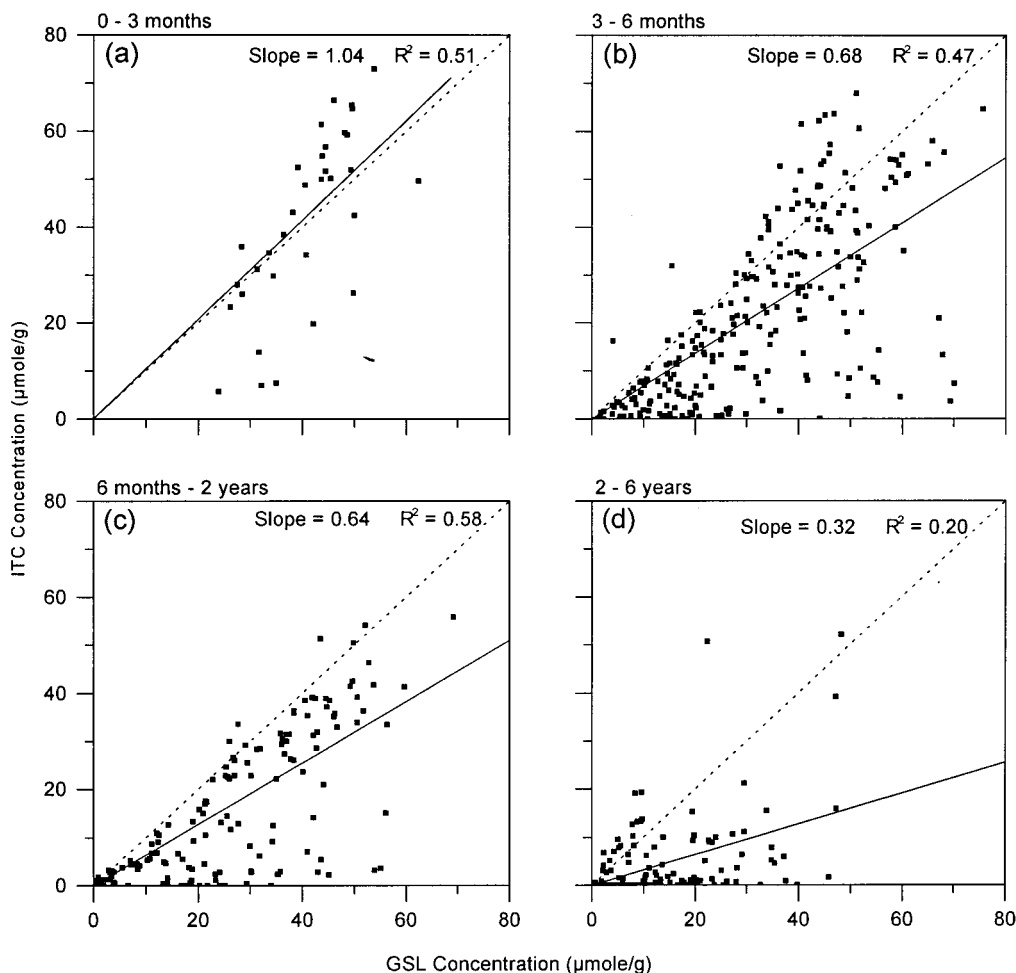 0 - 3 months
(a)
Slope = 1.04 R² = 0.51
80
60
40
20
0
3 - 6 months
(b)
Slope = 0.68 R² = 0.47
6 months - 2 years
(c)
Slope = 0.64 R² = 0.58
80
60
40
20
0
0 20 40 60 80
2 - 6 years
(d)
Slope = 0.32 R² = 0.20
0 20 40 60 80
ITC Concentration (µmole/g)
GSL Concentration (µmole/g)